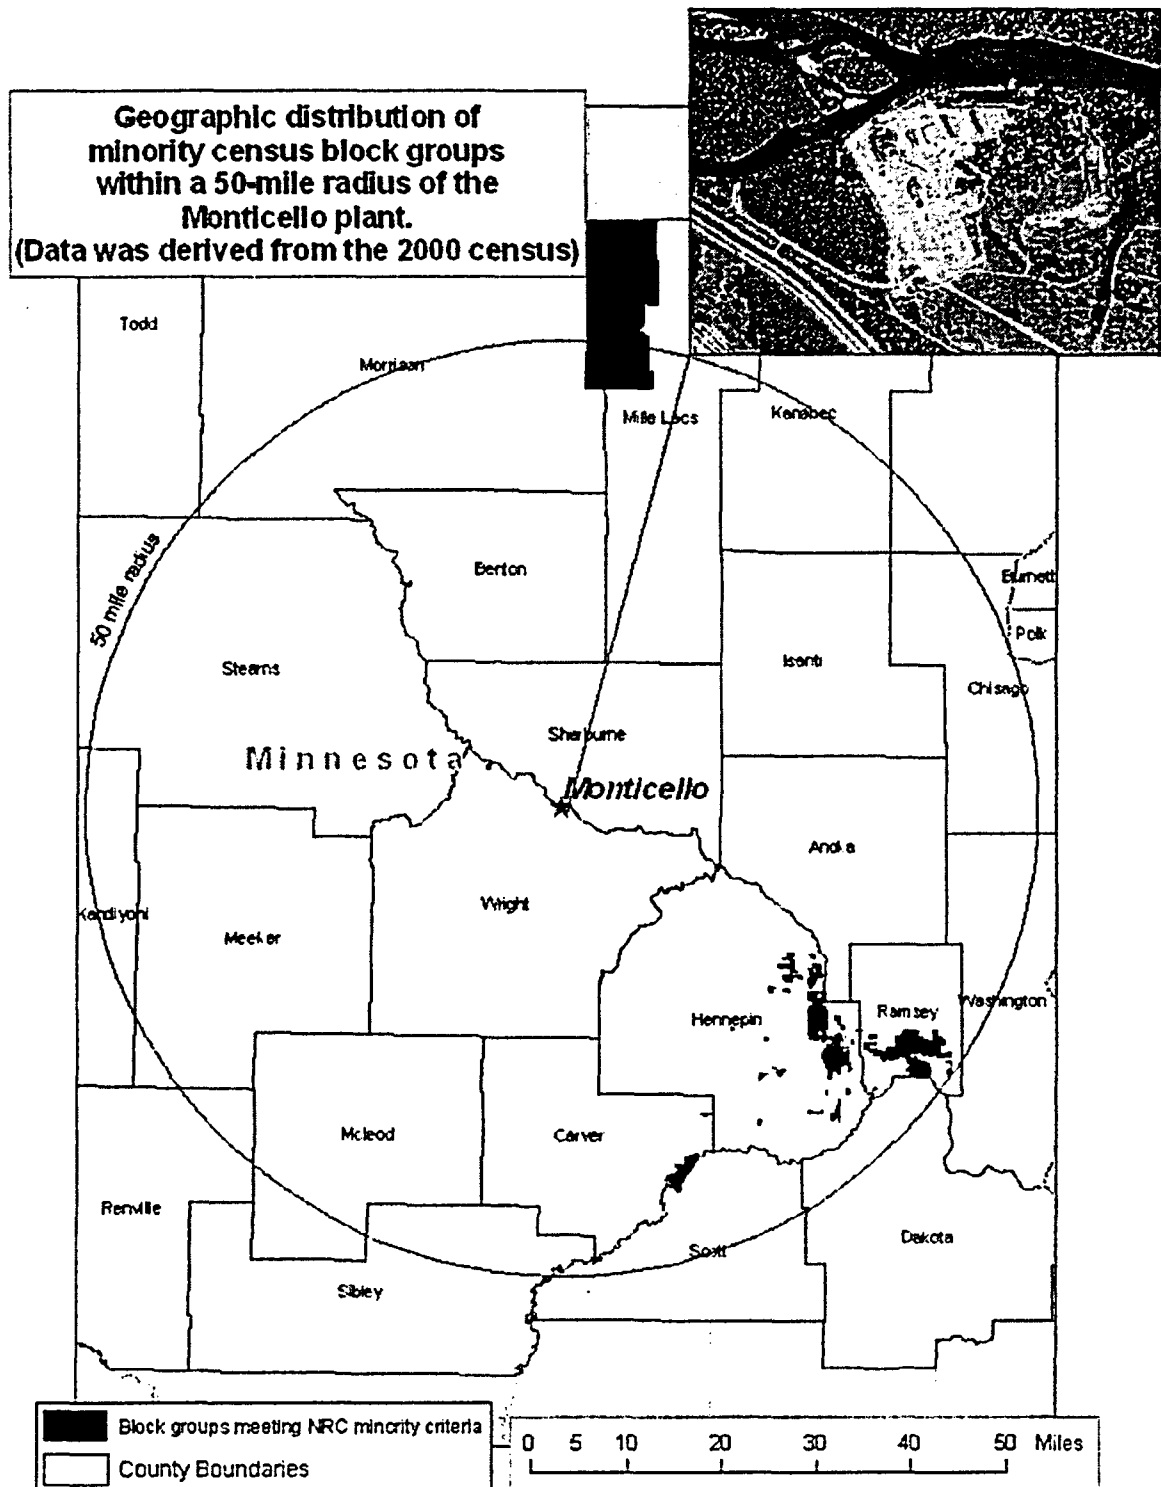 Geographic distribution of
minority census block groups
within a 50-mile radius of the
Monticello plant.
(Data was derived from the 2000 census)
Todd
Morrison
Mille Lacs
Kanabec
50 mile radius
Benton
Burnett
Polk
Stearns
Isanti
Chisago
Sherburne
Minnesota
Monticello
Anoka
Kandiyohi
Wright
Meeker
Hennepin
Ramsey
Washington
Mcleod
Carver
Renville
Scott
Dakota
Sibley
Block groups meeting NRC minority criteria
County Boundaries
0 5 10 20 30 40 50 Miles